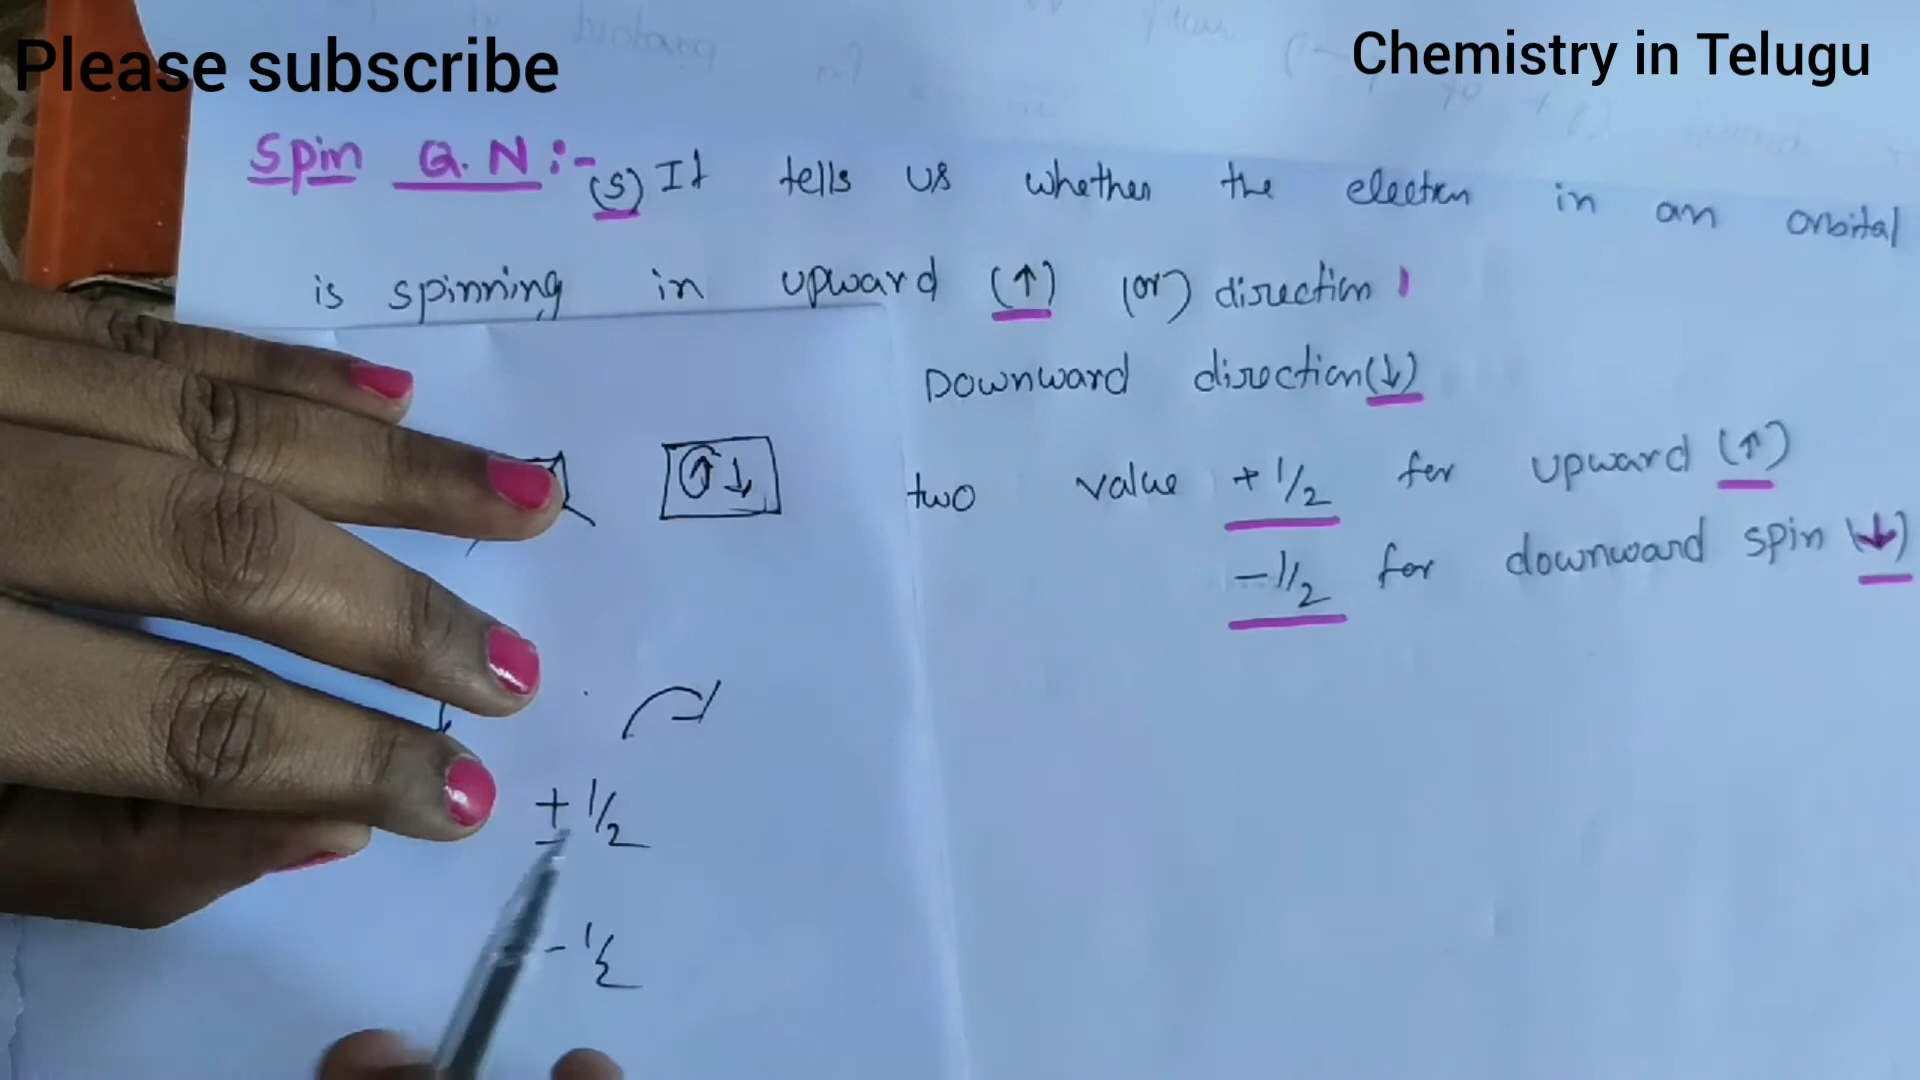 Please subscribe
Chemistry in Telugu
Spin Q.N:- (s) It tells us whether the electron in an orbital
is spinning in upward (↑) (or) direction
Downward direction(↓)
two value +1/2 for upward (↑)
-1/2 for downward spin (↓)
↑↓
+1/2
-1/2